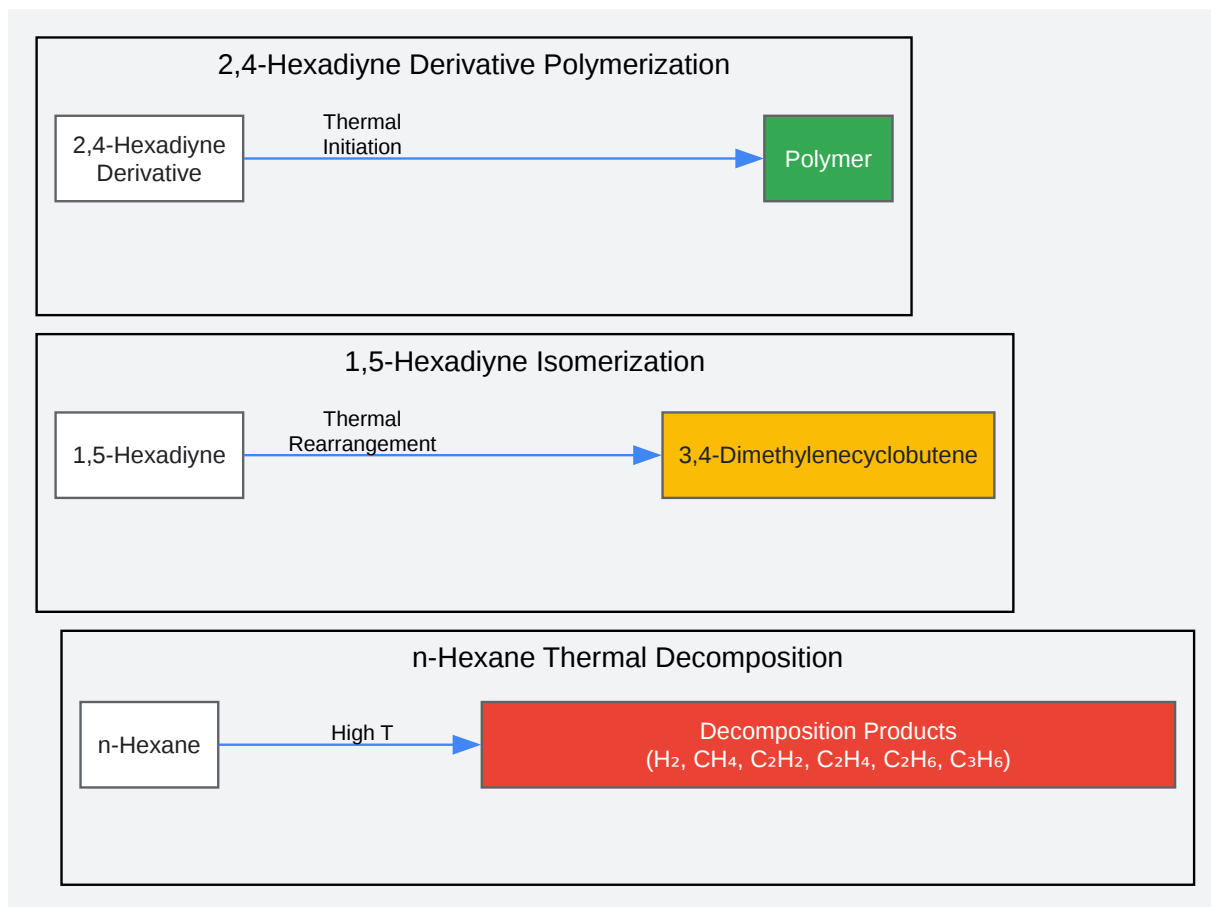 2,4-Hexadiyne Derivative Polymerization
2,4-Hexadiyne
Derivative
Thermal
Initiation
Polymer
1,5-Hexadiyne Isomerization
1,5-Hexadiyne
Thermal
Rearrangement
3,4-Dimethylenecyclobutene
n-Hexane Thermal Decomposition
n-Hexane
High T
Decomposition Products
(H₂, CH₄, C₂H₂, C₂H₄, C₂H₆, C₃H₆)